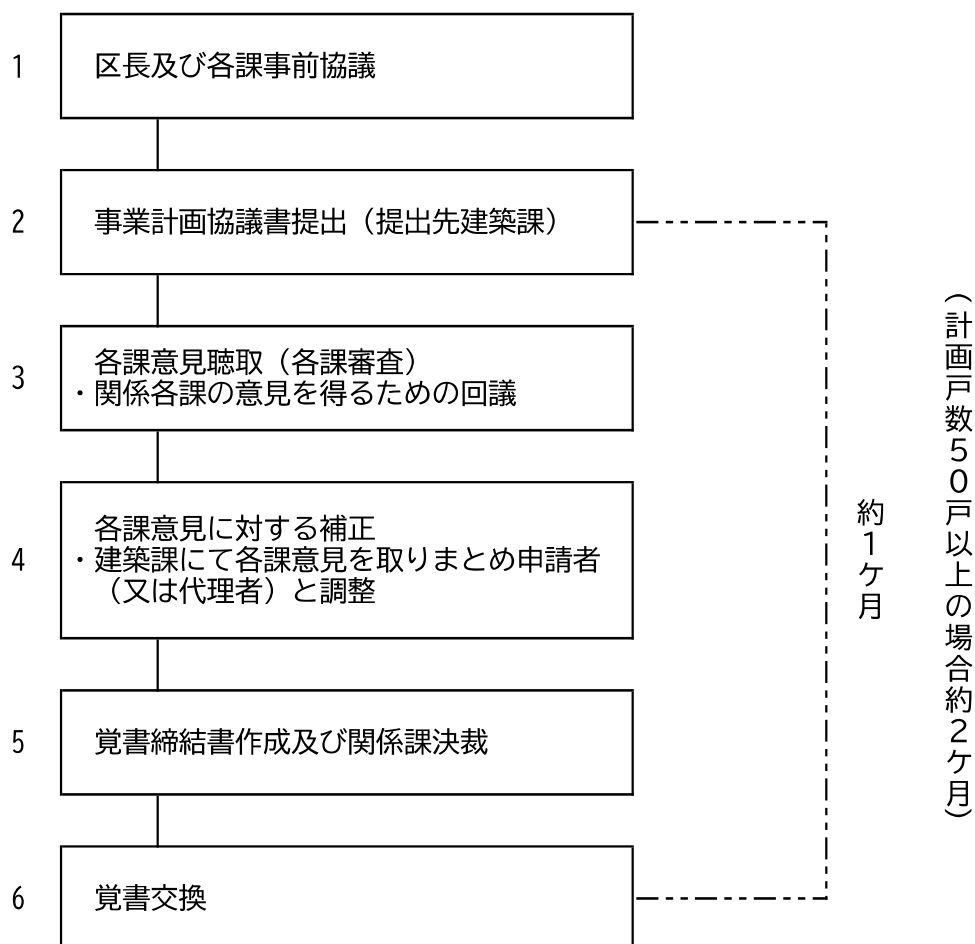 1 区長及び各課事前協議
2 事業計画協議書提出（提出先建築課）
3 各課意見聴取（各課審査）
・関係各課の意見を得るための回議
4 各課意見に対する補正
・建築課にて各課意見を取りまとめ申請者
（又は代理者）と調整
5 覚書締結書作成及び関係課決裁
6 覚書交換
約１ケ月
（計画戸数５０戸以上の場合約２ケ月）